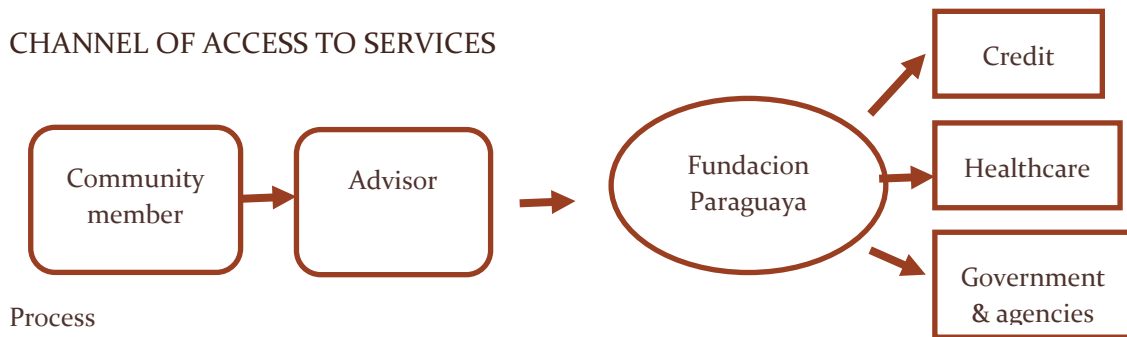 CHANNEL OF ACCESS TO SERVICES
Credit
Community
member
Advisor
Fundacion
Paraguaya
Healthcare
Government
& agencies
Process